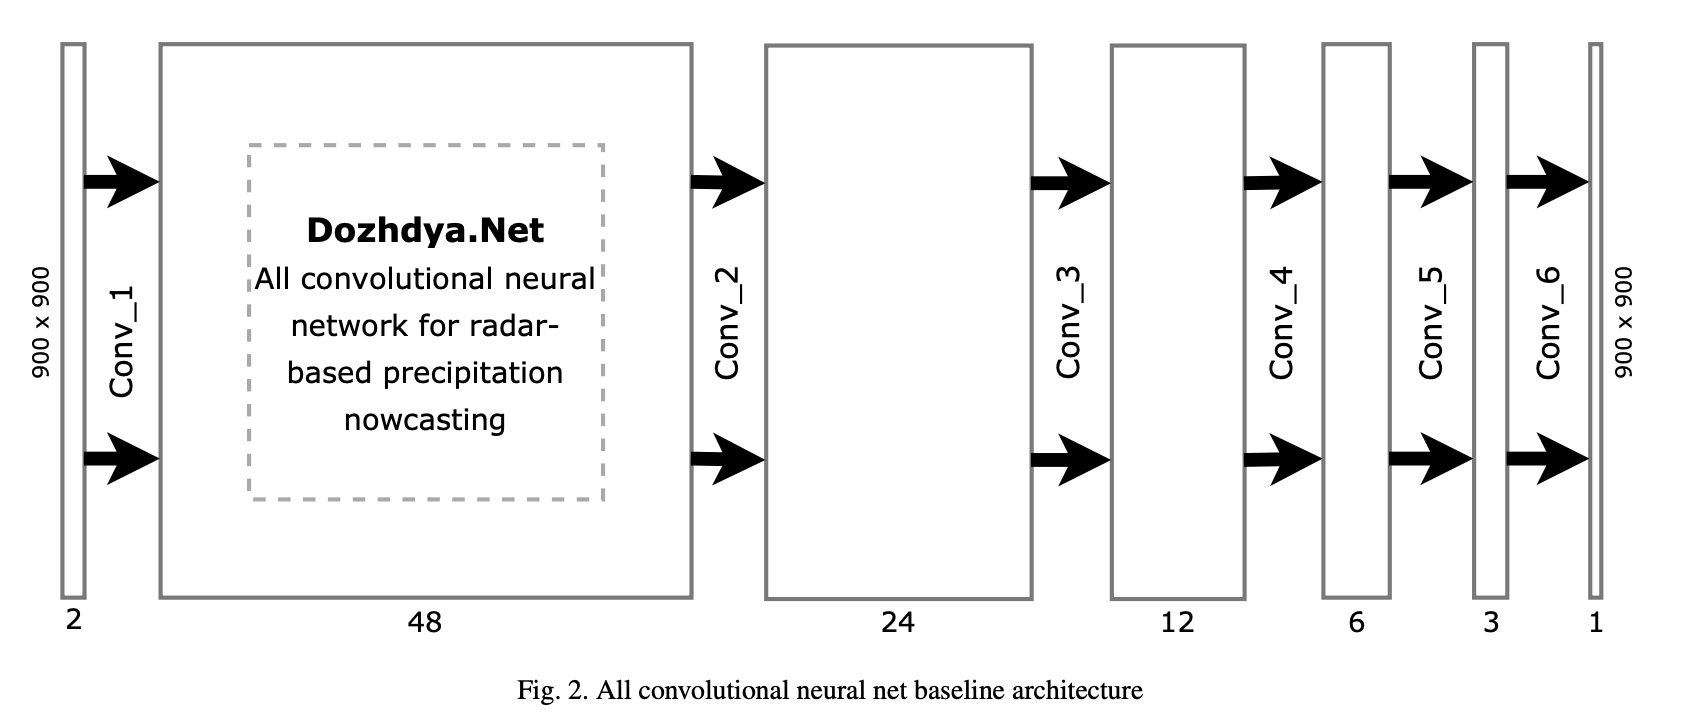 900 x 900
Conv_1
Dozhdya.Net
All convolutional neural
network for radar-
based precipitation
nowcasting
Conv_2
Conv_3
Conv_4
Conv_5
Conv_6
900 x 900
2
48
24
12
6
3
1
Fig. 2. All convolutional neural net baseline architecture